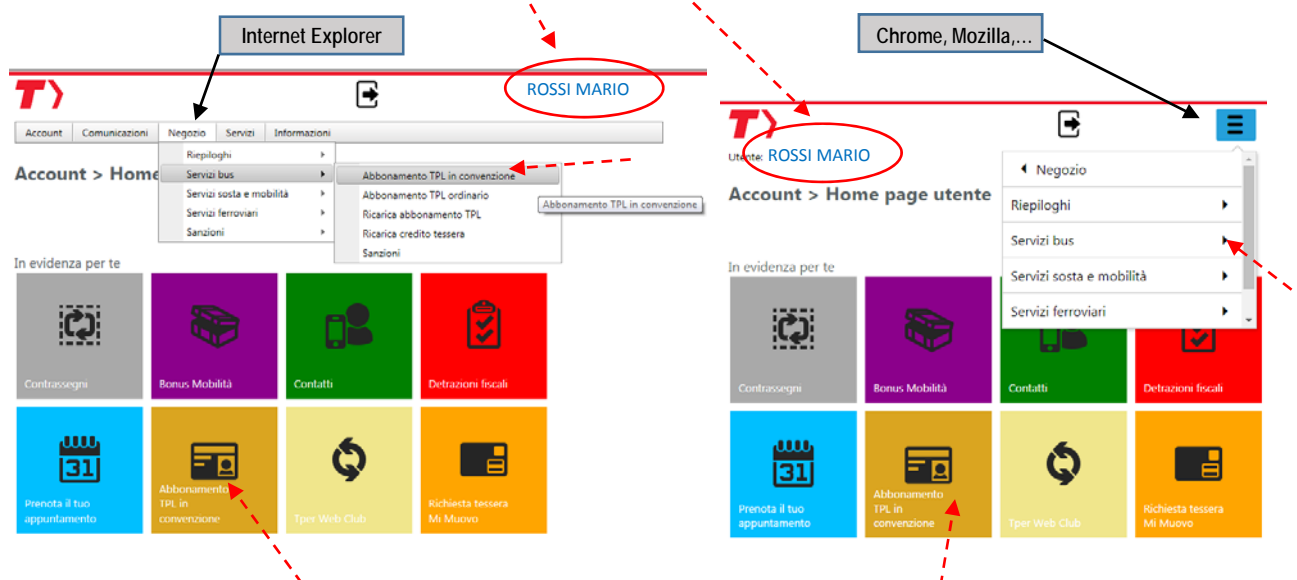 Internet Explorer
ROSSI MARIO
Account Comunicazioni Negozio Servizi Informazioni
Riepiloghi
Servizi bus
Servizi sosta e mobilità
Servizi ferroviari
Sanzioni
Abbonamento TPL in convenzione
Abbonamento TPL ordinario
Ricarica abbonamento TPL
Ricarica credito tessera
Sanzioni
Abbonamento TPL in convenzione
Account > Home
In evidenza per te
Contrassegni
Bonus Mobilità
Contatti
Detrazioni fiscali
31
Prenota il tuo
appuntamento
Abbonamento
TPL in
convenzione
Tper Web Club
Richiesta tessera
Mi Muovo
Chrome, Mozilla,...
Utente: ROSSI MARIO
Account > Home page utente
Negozio
Riepiloghi
Servizi bus
Servizi sosta e mobilità
Servizi ferroviari
In evidenza per te
Contrassegni
Bonus Mobilità
Contatti
Detrazioni fiscali
31
Prenota il tuo
appuntamento
Abbonamento
TPL in
convenzione
Tper Web Club
Richiesta tessera
Mi Muovo